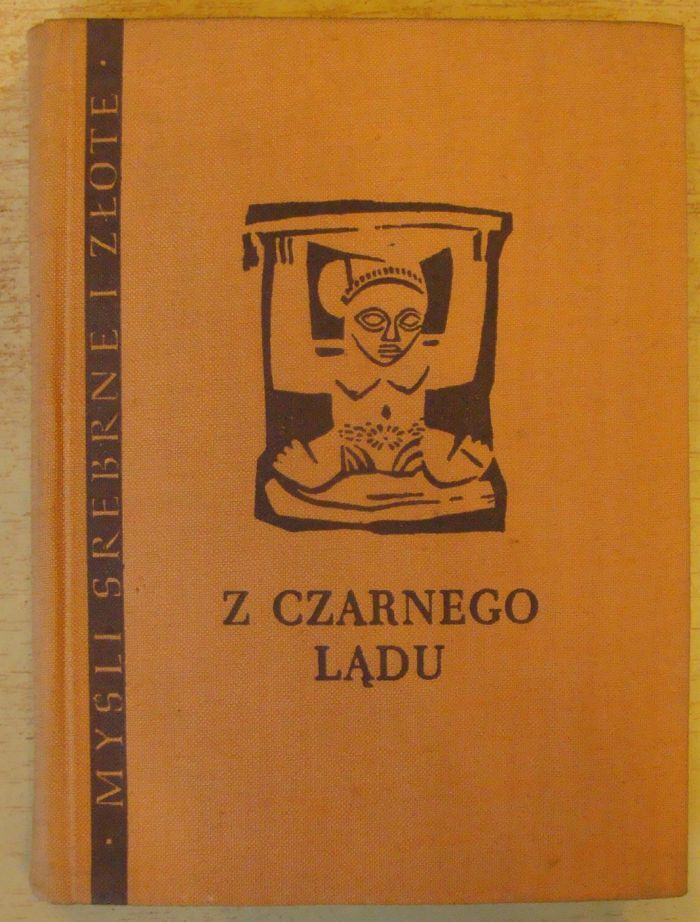 · MYŚLI SREBRNE I ZŁOTE ·
Z CZARNEGO
LĄDU